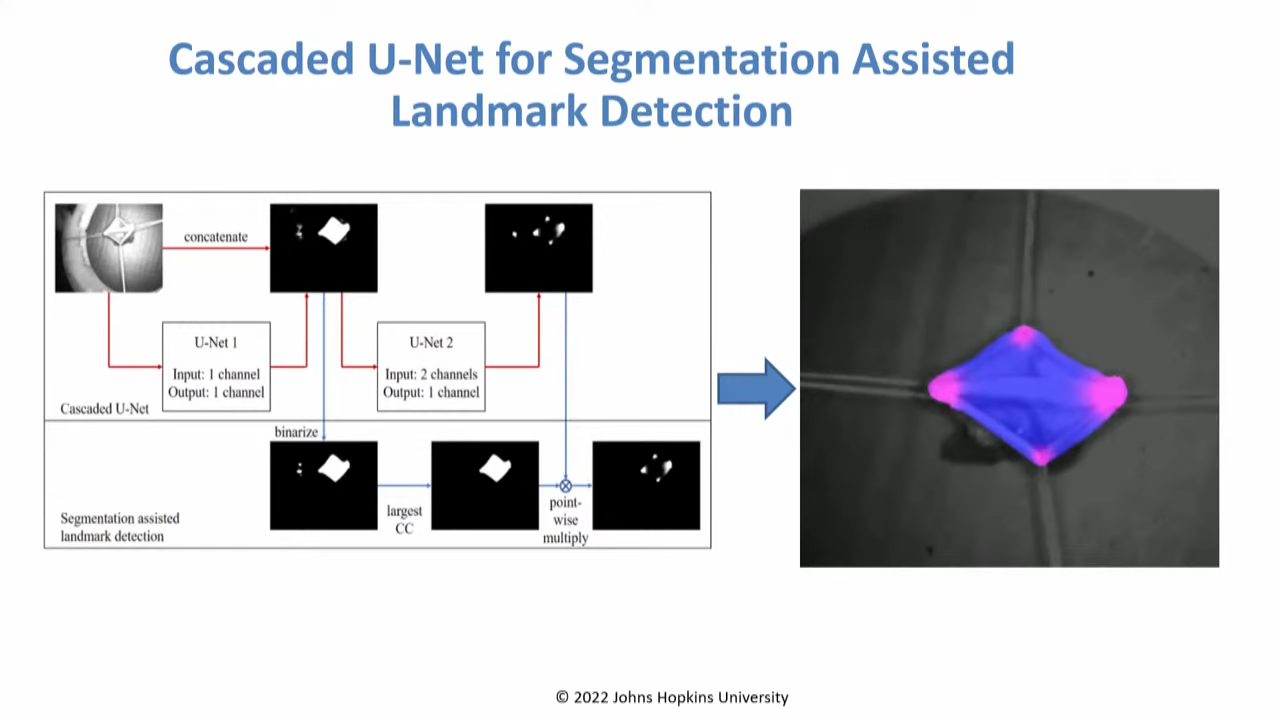 Cascaded U-Net for Segmentation Assisted
Landmark Detection
concatenate
U-Net 1
Input: 1 channel
Output: 1 channel
U-Net 2
Input: 2 channels
Output: 1 channel
Cascaded U-Net
binarize
largest
CC
point-
wise
multiply
Segmentation assisted
landmark detection
© 2022 Johns Hopkins University